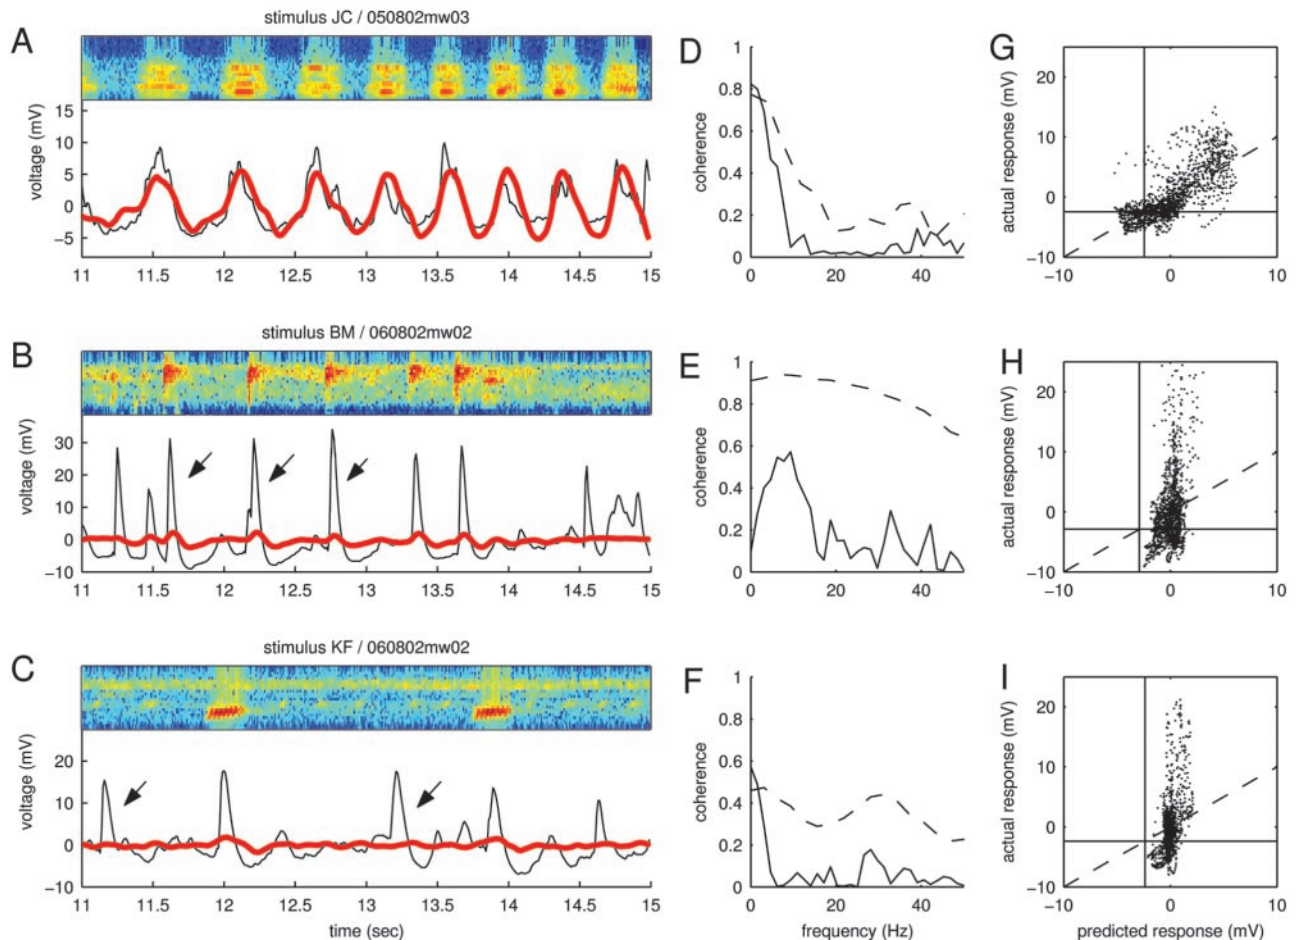 stimulus JC / 050802mw03
A
voltage (mV)
15
10
5
0
−5
11 11.5 12 12.5 13 13.5 14 14.5 15
D
coherence
1
0.8
0.6
0.4
0.2
0
0 20 40
G
actual response (mV)
20
10
0
−10
−10 0 10
stimulus BM / 060802mw02
B
voltage (mV)
30
20
10
0
−10
11 11.5 12 12.5 13 13.5 14 14.5 15
E
coherence
1
0.8
0.6
0.4
0.2
0
0 20 40
H
actual response (mV)
20
10
0
−10
−10 0 10
stimulus KF / 060802mw02
C
voltage (mV)
20
10
0
−10
11 11.5 12 12.5 13 13.5 14 14.5 15
time (sec)
F
coherence
1
0.8
0.6
0.4
0.2
0
0 20 40
frequency (Hz)
I
actual response (mV)
20
10
0
−10
−10 0 10
predicted response (mV)